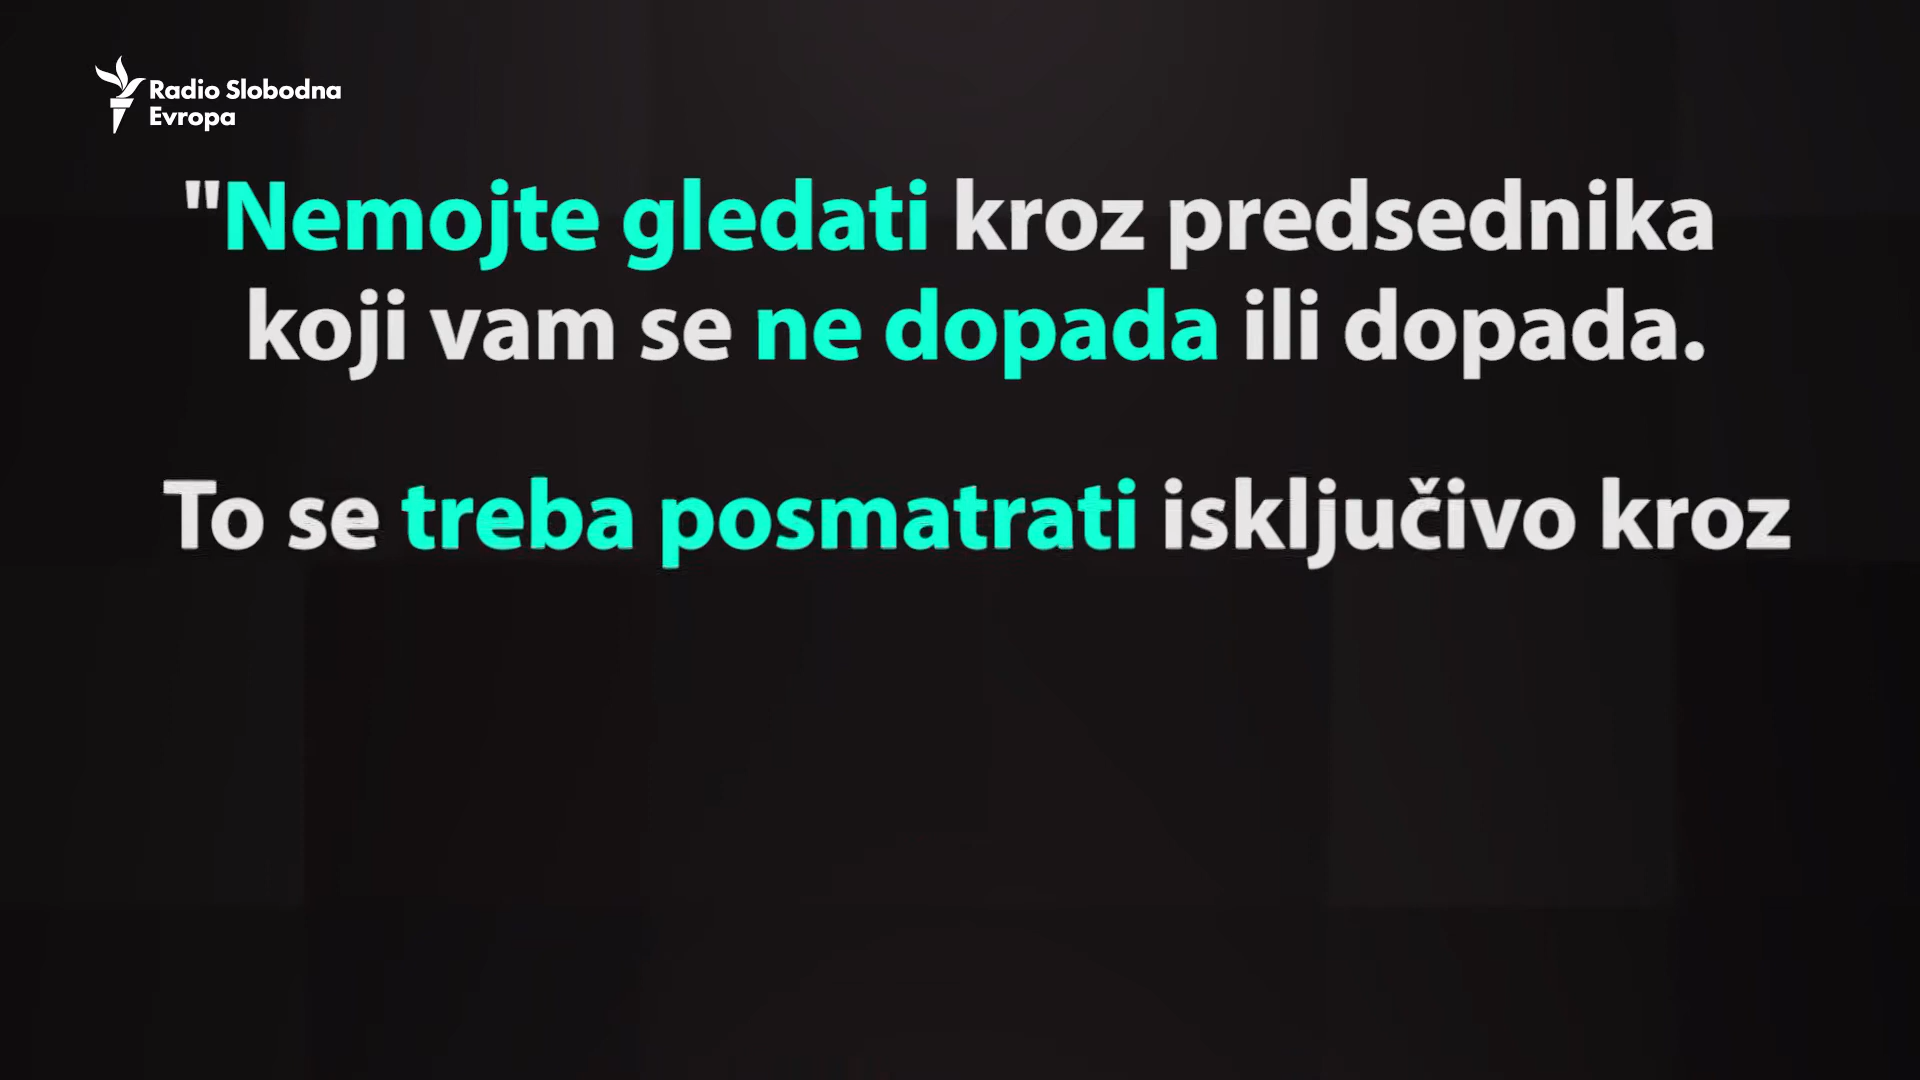 Radio Slobodna
Evropa
"Nemojte gledati kroz predsednika
koji vam se ne dopada ili dopada.
To se treba posmatrati isključivo kroz